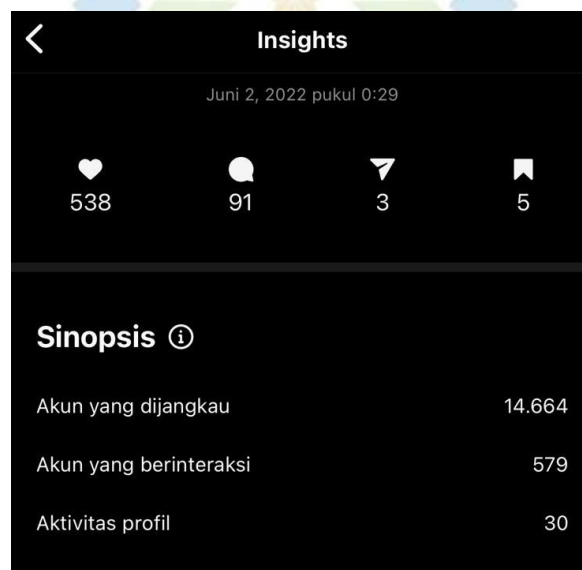 Insights
Juni 2, 2022 pukul 0:29
538 91 3 5
Sinopsis
Akun yang dijangkau 14.664
Akun yang berinteraksi 579
Aktivitas profil 30